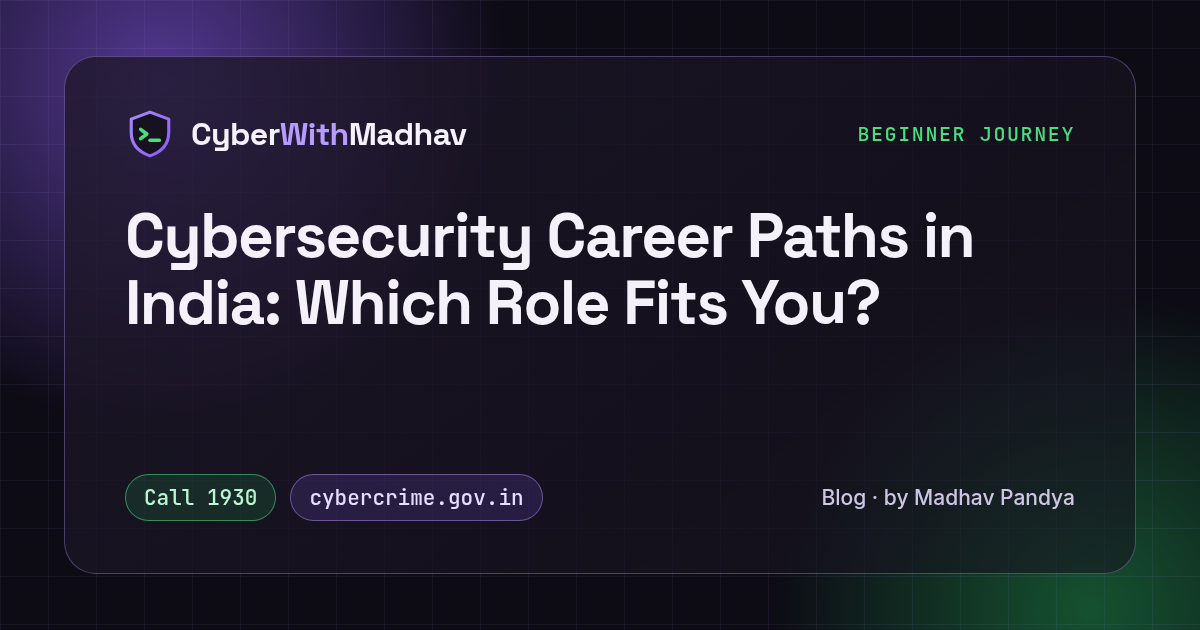 CyberWithMadhav
BEGINNER JOURNEY
Cybersecurity Career Paths in
India: Which Role Fits You?
Call 1930
cybercrime.gov.in
Blog · by Madhav Pandya